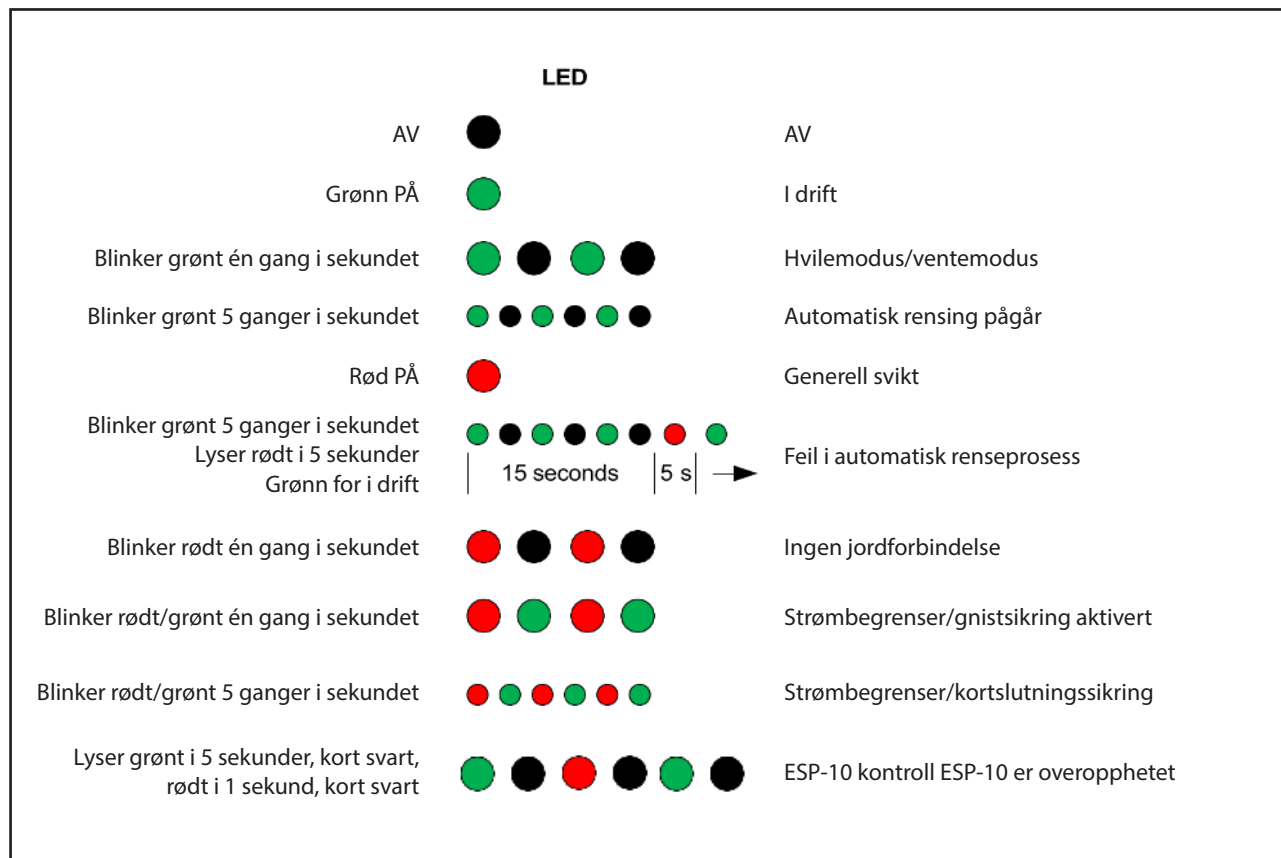 LED
AV
AV
Grønn PÅ
I drift
Blinker grønt én gang i sekundet
Hvilemodus/ventemodus
Blinker grønt 5 ganger i sekundet
Automatisk rensing pågår
Rød PÅ
Generell svikt
Blinker grønt 5 ganger i sekundet
Lyser rødt i 5 sekunder
Grønn for i drift
15 seconds
5 s
Feil i automatisk renseprosess
Blinker rødt én gang i sekundet
Ingen jordforbindelse
Blinker rødt/grønt én gang i sekundet
Strømbegrenser/gnistsikring aktivert
Blinker rødt/grønt 5 ganger i sekundet
Strømbegrenser/kortslutningssikring
Lyser grønt i 5 sekunder, kort svart,
rødt i 1 sekund, kort svart
ESP-10 kontroll ESP-10 er overopphetet